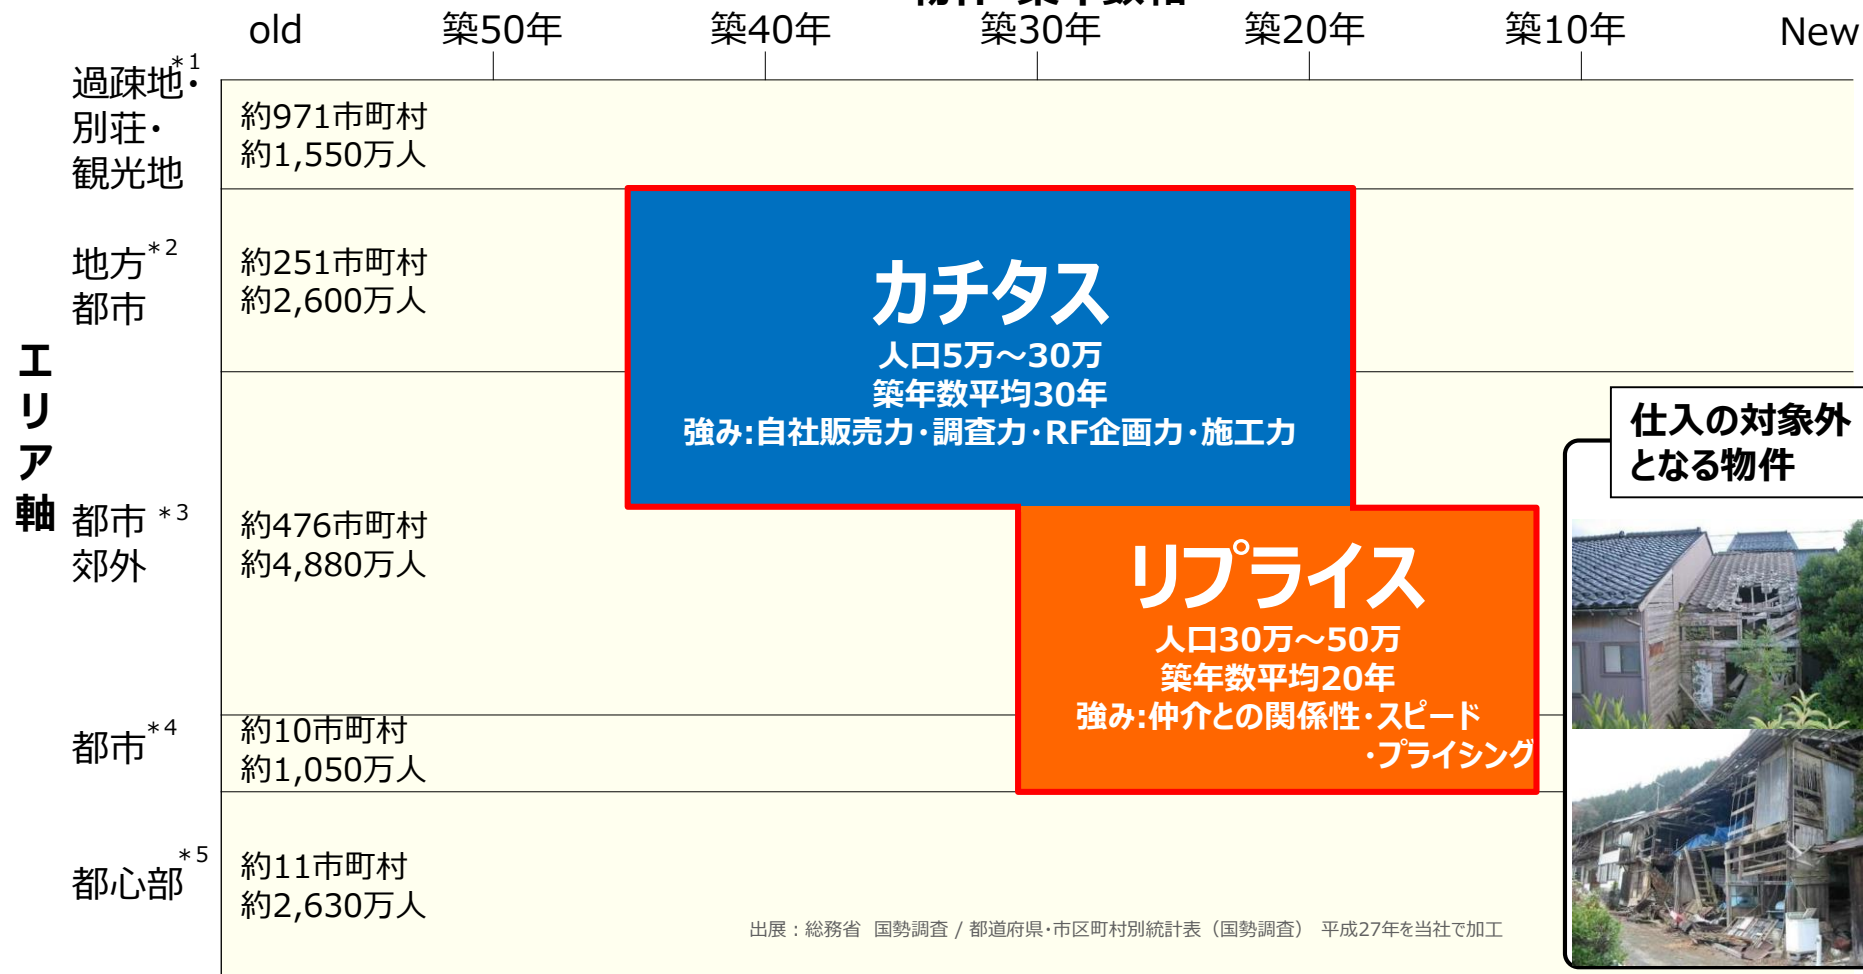 old
築50年
築40年
築30年
築20年
築10年
New
過疎地・*1
別荘・
観光地
約971市町村
約1,550万人
地方*2
都市
約251市町村
約2,600万人
カチタス
人口5万～30万
築年数平均30年
強み:自社販売力・調査力・RF企画力・施工力
エリア軸
仕入の対象外
となる物件
都市 *3
郊外
約476市町村
約4,880万人
リプライス
人口30万～50万
築年数平均20年
強み:仲介との関係性・スピード
・プライシング
都市*4
約10市町村
約1,050万人
都心部*5
約11市町村
約2,630万人
出展：総務省 国勢調査 / 都道府県・市区町村別統計表（国勢調査） 平成27年を当社で加工